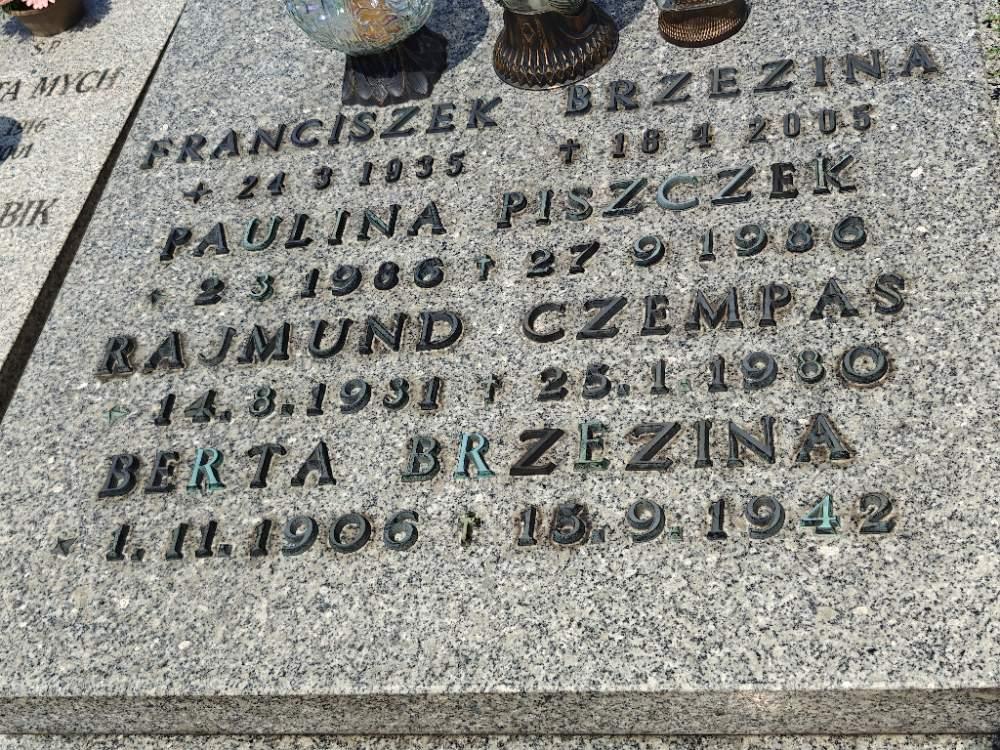 FRANCISZEK BRZEZINA
24 3 1935 † 18 4 2005
PAULINA PISZCZEK
2 3 1986 † 27 9 1986
RAJMUND CZEMPAS
14.8.1931 † 25.1.1980
BERTA BRZEZINA
1.11.1906 † 15.9.1942
MYCH